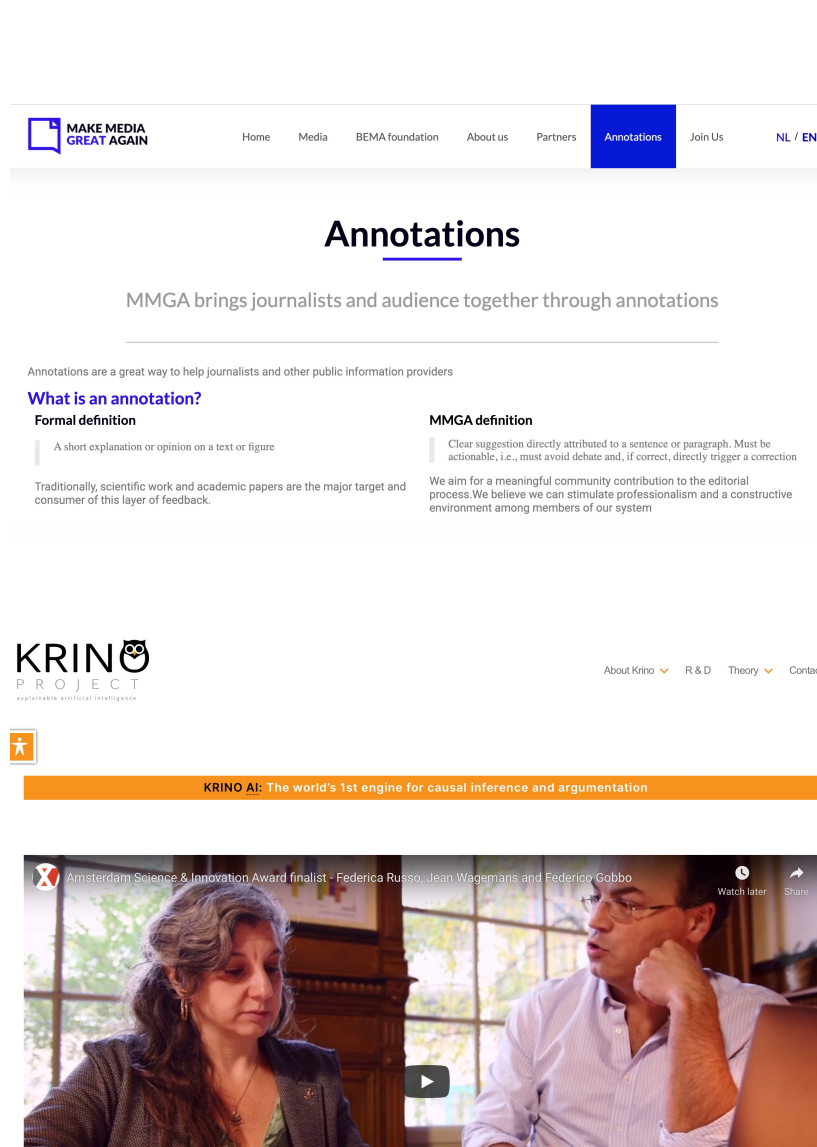 MAKE MEDIA
GREAT AGAIN
Home Media BEMA foundation About us Partners Annotations Join Us NL / EN
Annotations
MMGA brings journalists and audience together through annotations
Annotations are a great way to help journalists and other public information providers
What is an annotation?
Formal definition
A short explanation or opinion on a text or figure
Traditionally, scientific work and academic papers are the major target and
consumer of this layer of feedback.
MMGA definition
Clear suggestion directly attributed to a sentence or paragraph. Must be
actionable, i.e., must avoid debate and, if correct, directly trigger a correction
We aim for a meaningful community contribution to the editorial
process.We believe we can stimulate professionalism and a constructive
environment among members of our system
KRINO
PROJECT
explainable artificial intelligence
About Krino R & D Theory Contac
KRINO AI: The world's 1st engine for causal inference and argumentation
Amsterdam Science & Innovation Award finalist - Federica Russo, Jean Wagemans and Federico Gobbo
Watch later Share